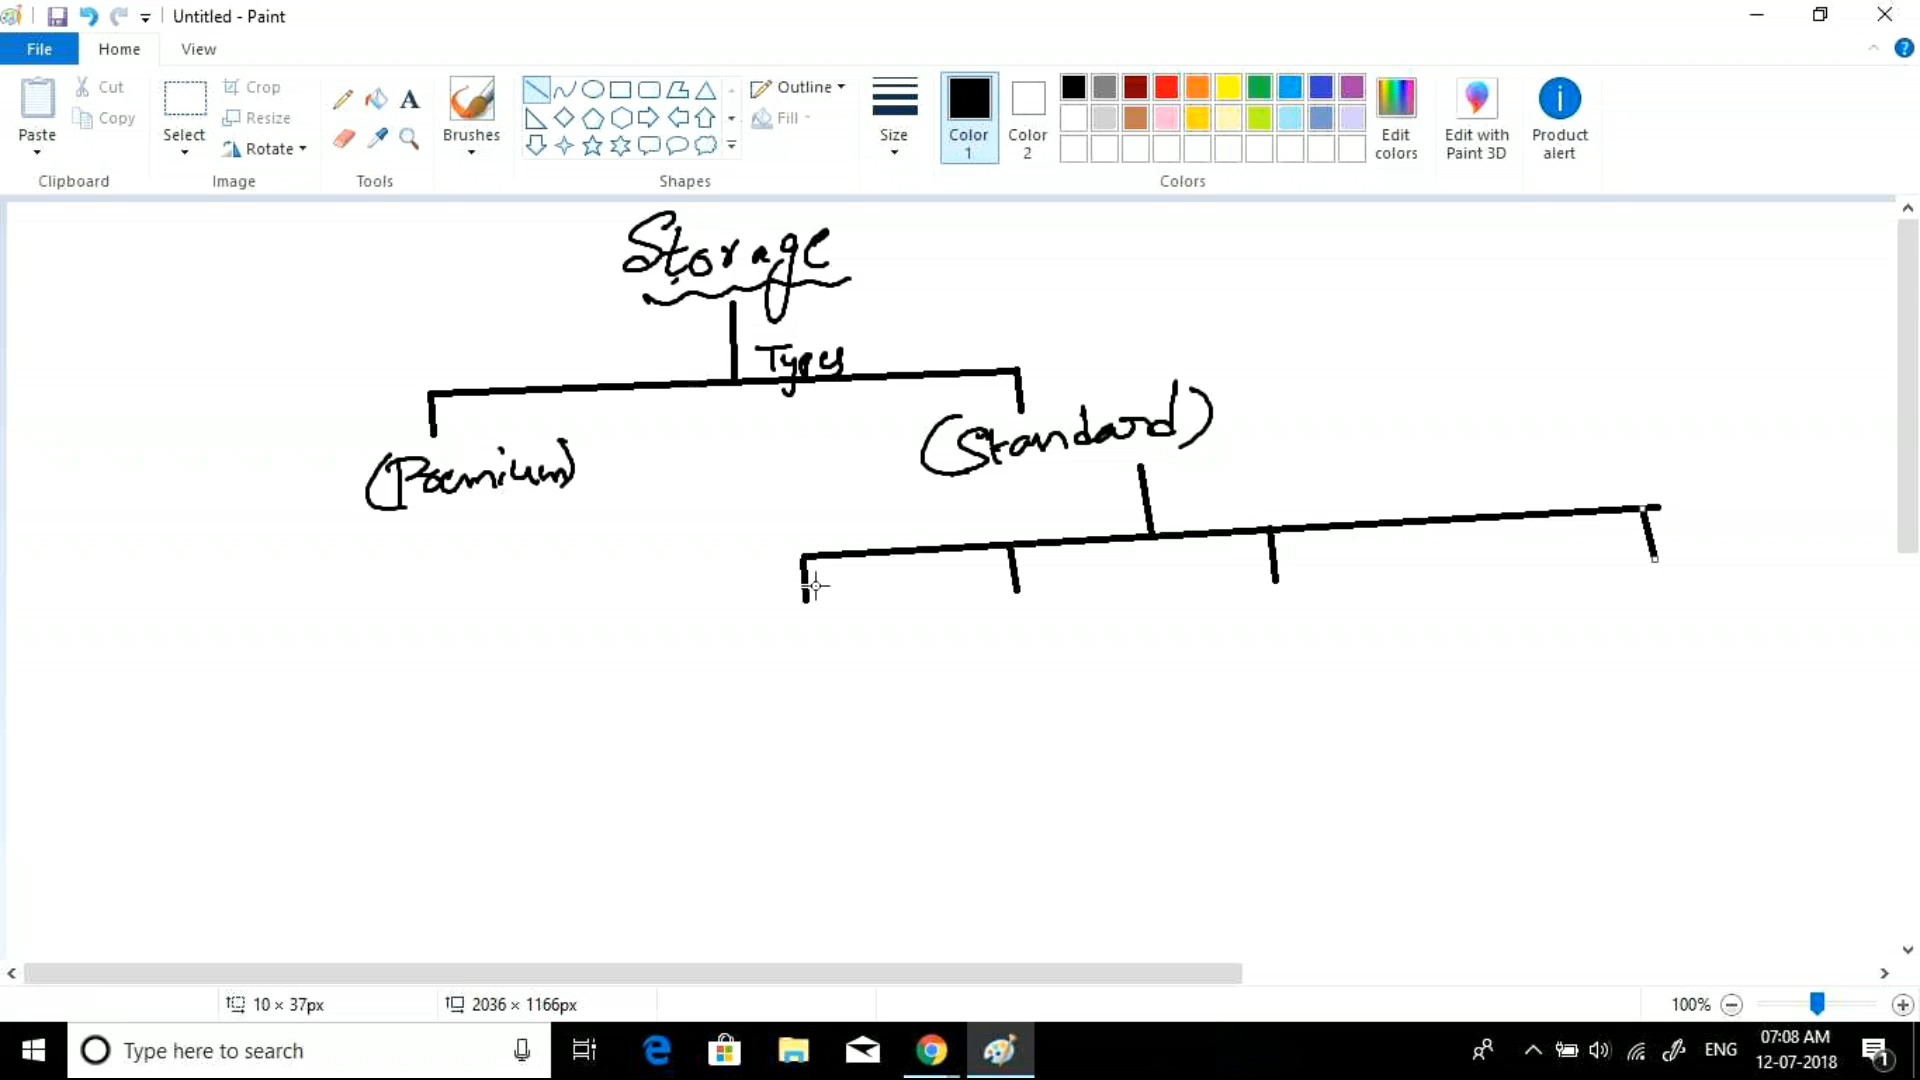 Untitled - Paint
File Home View
Cut Crop Outline
Copy Resize Fill
Paste Select Rotate Brushes Size Color 1 Color 2 Edit colors Edit with Paint 3D Product alert
Clipboard Image Tools Shapes Colors
Storage
Types
(Standard)
(Premium)
10 × 37px 2036 × 1166px 100%
Type here to search ENG 07:08 AM
12-07-2018 1